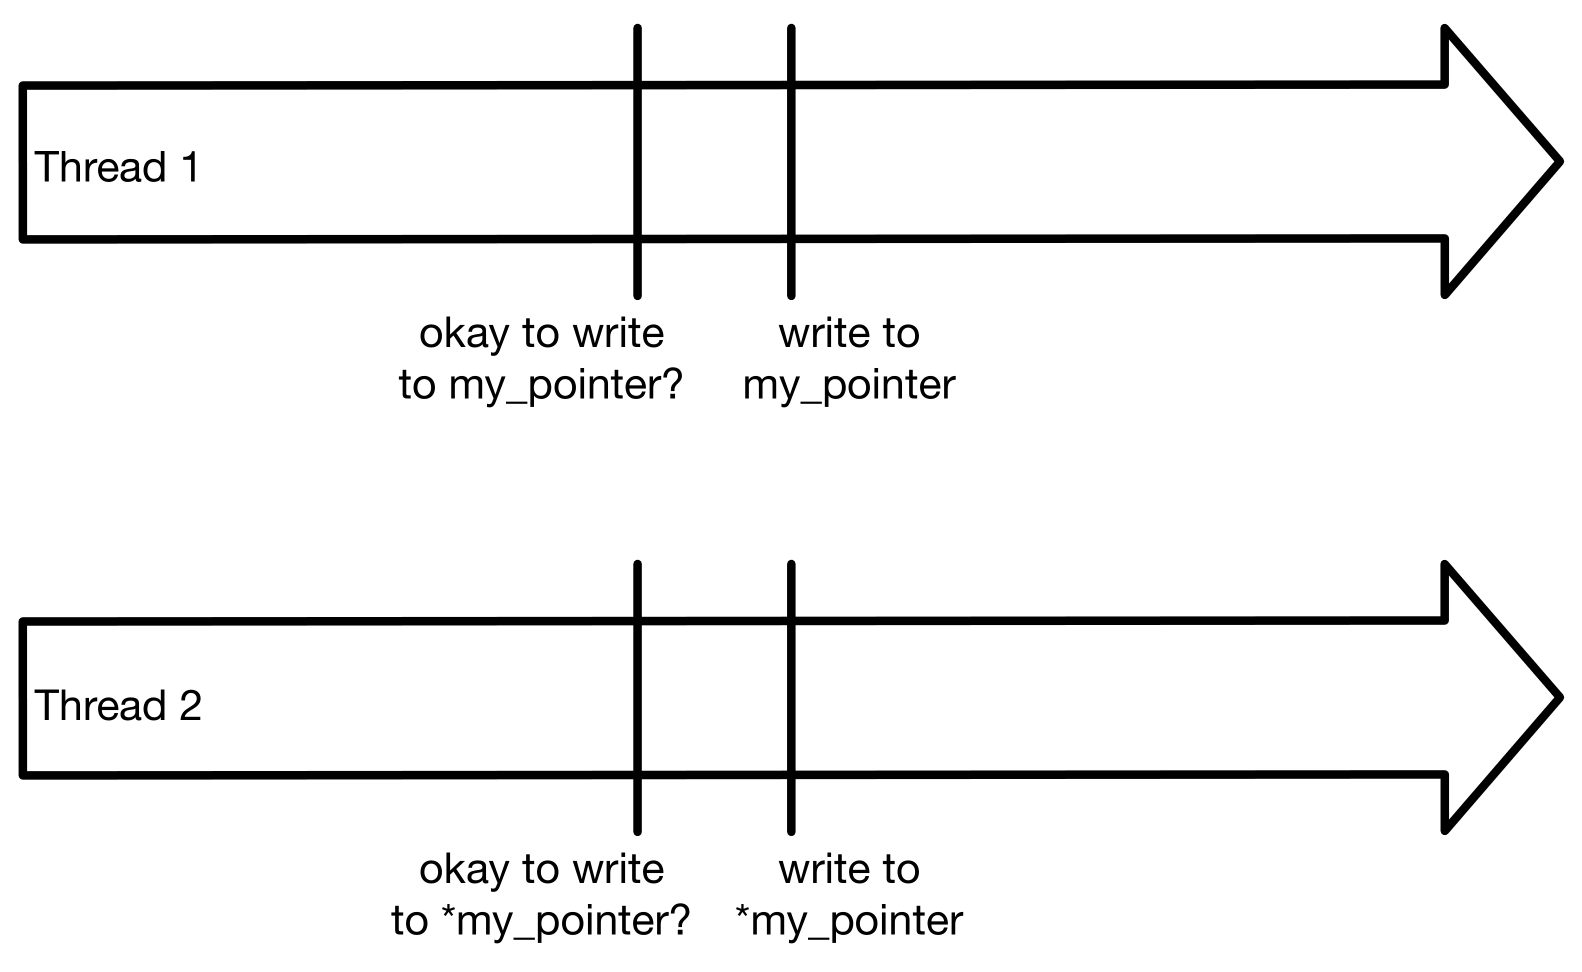 Thread 1
okay to write
to my_pointer?
write to
my_pointer
Thread 2
okay to write
to *my_pointer?
write to
*my_pointer